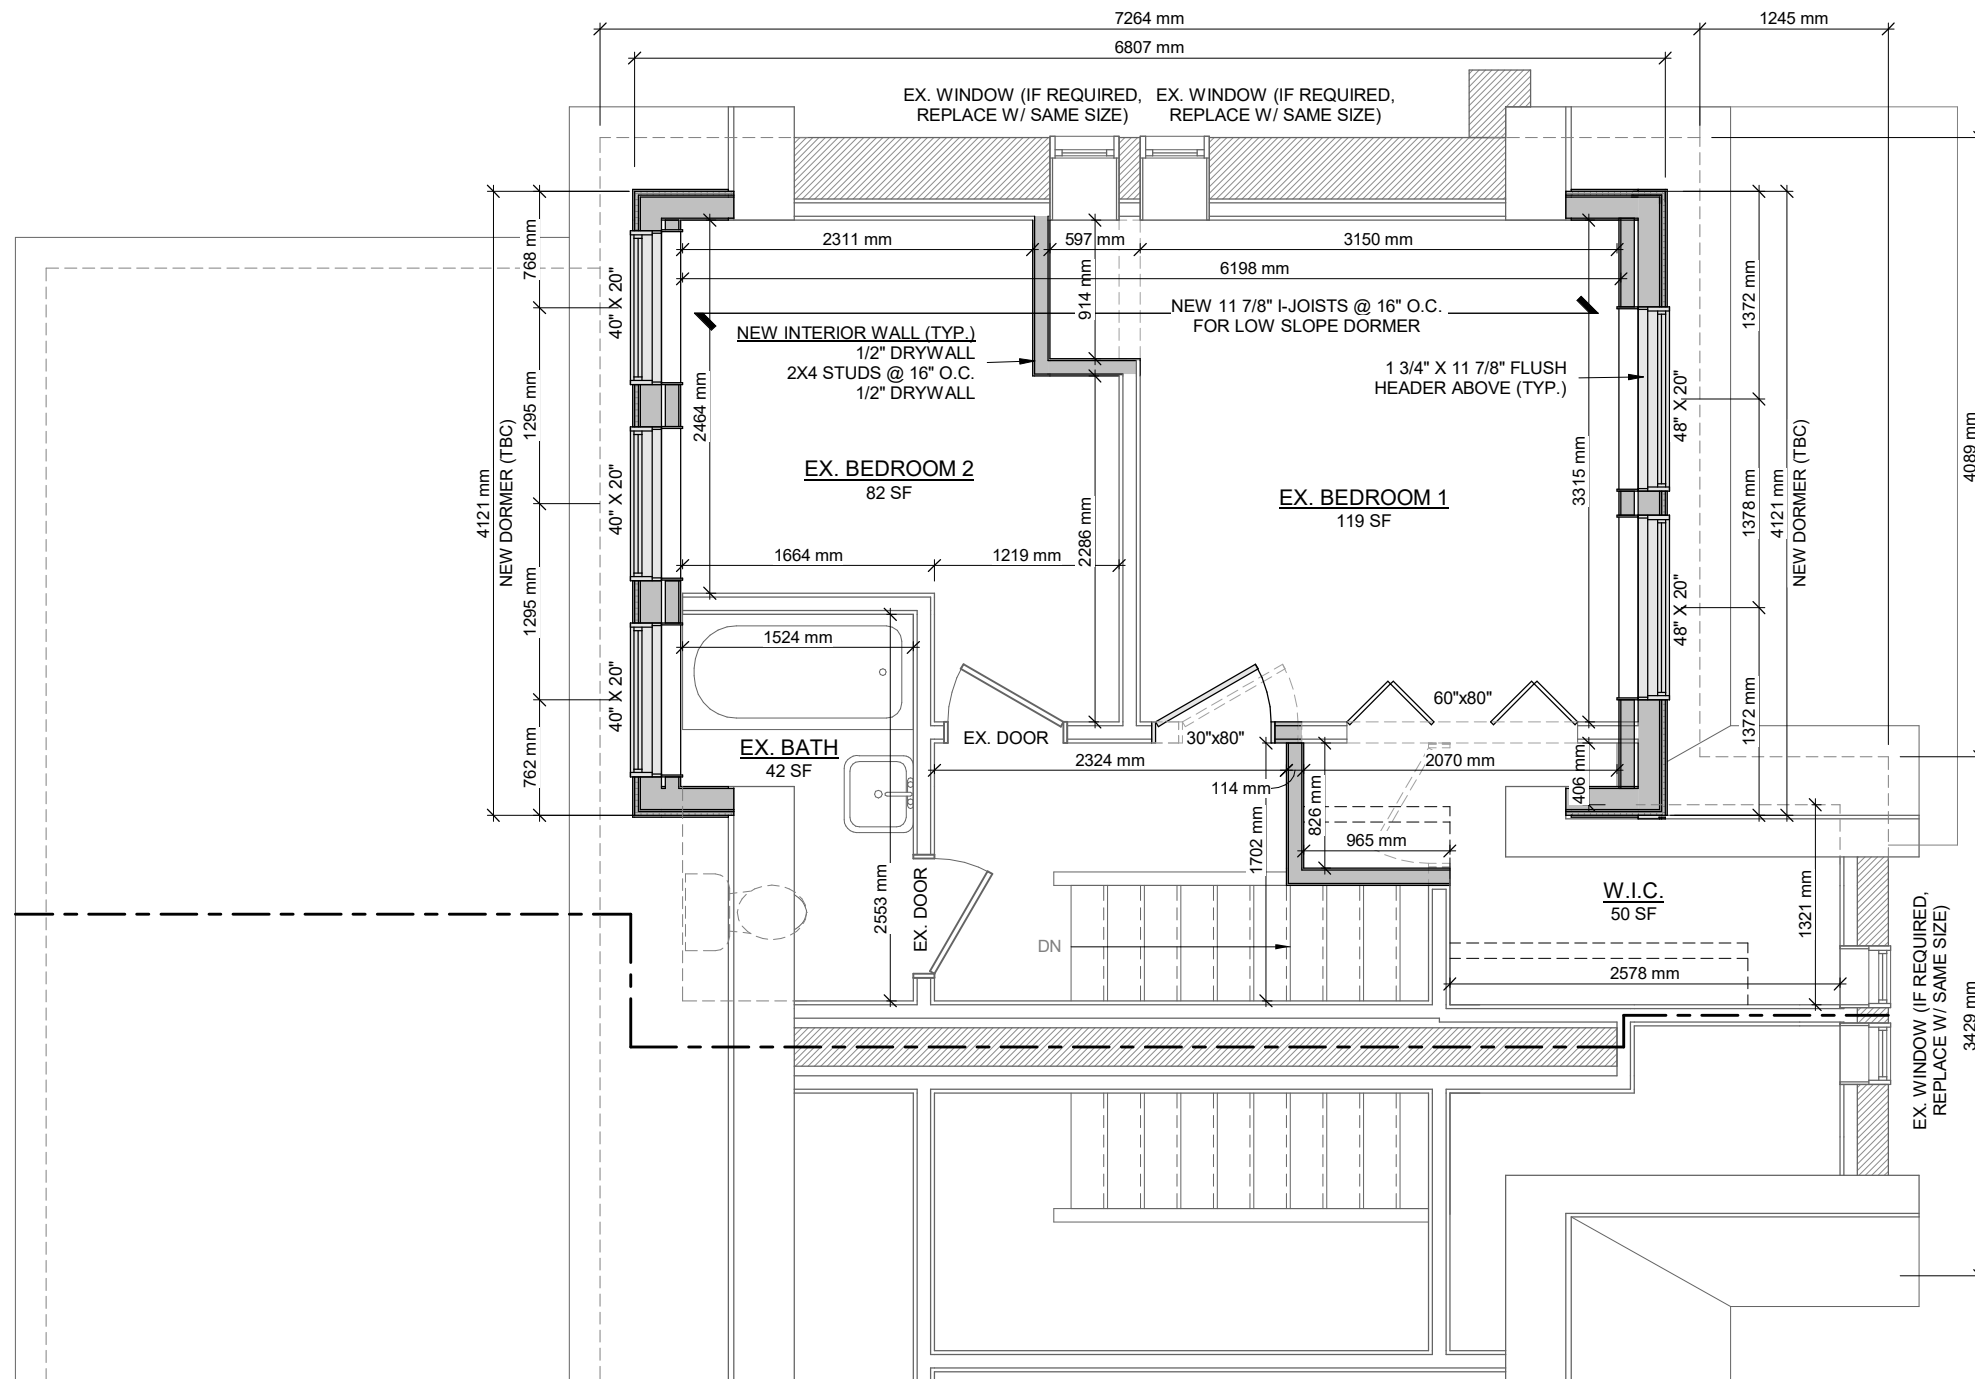 7264 mm
1245 mm
6807 mm
EX. WINDOW (IF REQUIRED,
REPLACE W/ SAME SIZE)
EX. WINDOW (IF REQUIRED,
REPLACE W/ SAME SIZE)
2311 mm
597 mm
3150 mm
6198 mm
914 mm
NEW 11 7/8" I-JOISTS @ 16" O.C.
FOR LOW SLOPE DORMER
NEW INTERIOR WALL (TYP.)
1/2" DRYWALL
2X4 STUDS @ 16" O.C.
1/2" DRYWALL
1 3/4" X 11 7/8" FLUSH
HEADER ABOVE (TYP.)
768 mm
1295 mm
1295 mm
762 mm
4121 mm
NEW DORMER (TBC)
40" X 20"
40" X 20"
40" X 20"
2464 mm
EX. BEDROOM 2
82 SF
EX. BEDROOM 1
119 SF
2286 mm
3315 mm
1664 mm
1219 mm
1372 mm
1378 mm
1372 mm
4121 mm
NEW DORMER (TBC)
48" X 20"
48" X 20"
4089 mm
1524 mm
EX. BATH
42 SF
EX. DOOR
30"x80"
60"x80"
2324 mm
2070 mm
114 mm
406 mm
826 mm
965 mm
1702 mm
2553 mm
EX. DOOR
DN
W.I.C.
50 SF
1321 mm
2578 mm
EX. WINDOW (IF REQUIRED,
REPLACE W/ SAME SIZE)
3429 mm